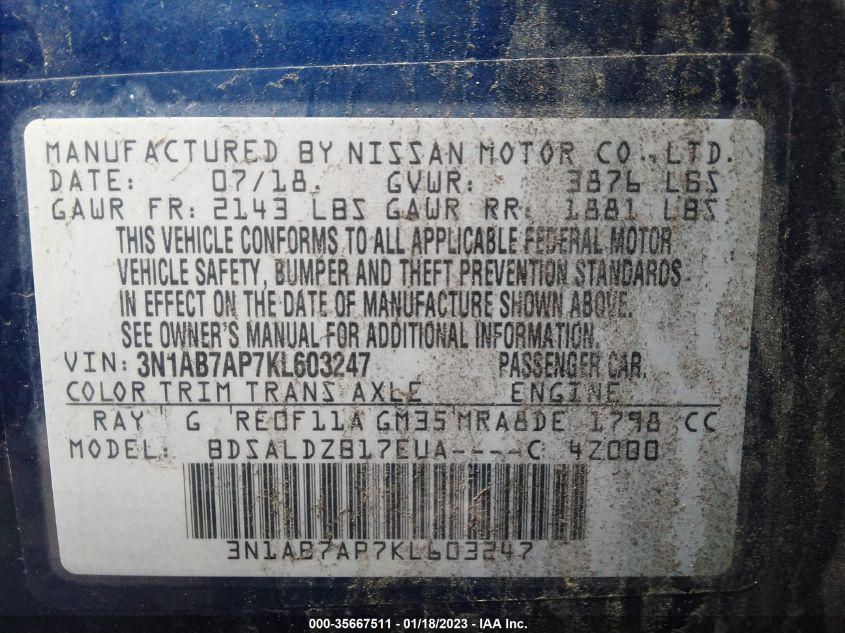 MANUFACTURED BY NISSAN MOTOR CO., LTD.
DATE: 07/18 GVWR: 3876 LBS
GAWR FR: 2143 LBS GAWR RR: 1881 LBS
THIS VEHICLE CONFORMS TO ALL APPLICABLE FEDERAL MOTOR
VEHICLE SAFETY, BUMPER AND THEFT PREVENTION STANDARDS
IN EFFECT ON THE DATE OF MANUFACTURE SHOWN ABOVE.
SEE OWNER'S MANUAL FOR ADDITIONAL INFORMATION.
VIN: 3N1AB7AP7KL603247 PASSENGER CAR
COLOR TRIM TRANS AXLE ENGINE
RAY G RE0F11A GM35 MRA8DE 1798 CC
MODEL: BDSALDZB17EUA----C 42000
3N1AB7AP7KL603247
000-35667511 - 01/18/2023 - IAA Inc.